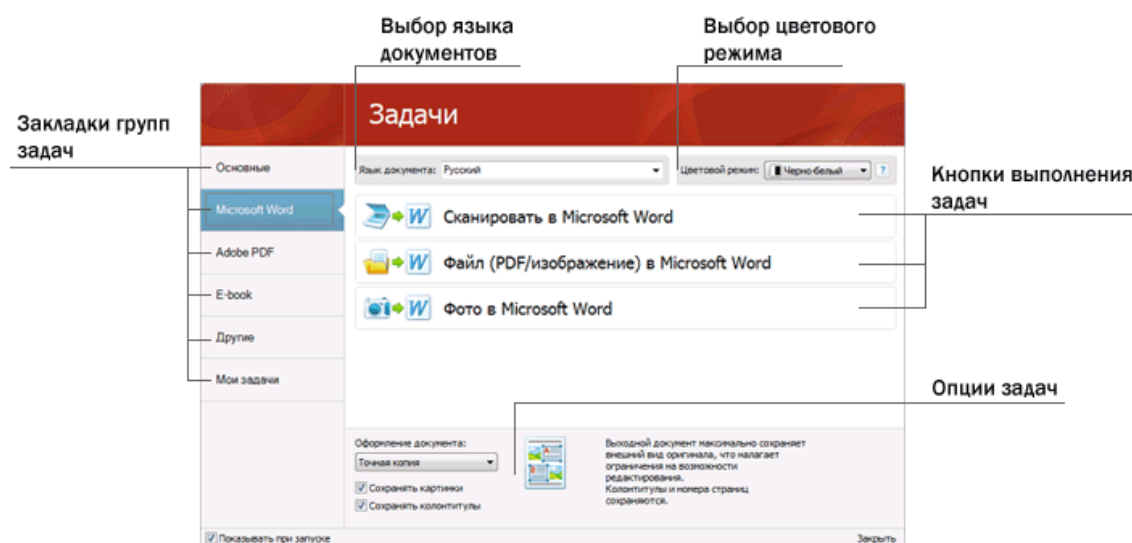 Выбор языка
документов
Выбор цветового
режима
Закладки групп
задач
Задачи
Основные
Microsoft Word
Adobe PDF
E-book
Другие
Мои задачи
Язык документа: Русский
Цветовой режим: Черно-белый ?
Сканировать в Microsoft Word
Файл (PDF/изображение) в Microsoft Word
Фото в Microsoft Word
Кнопки выполнения
задач
Опции задач
Оформление документа:
Точная копия
Сохранять картинки
Сохранять колонтитулы
Выходной документ максимально сохраняет
внешний вид оригинала, что налагает
ограничения на возможности
редактирования.
Колонтитулы и номера страниц
сохраняются.
Показывать при запуске
Закрыть